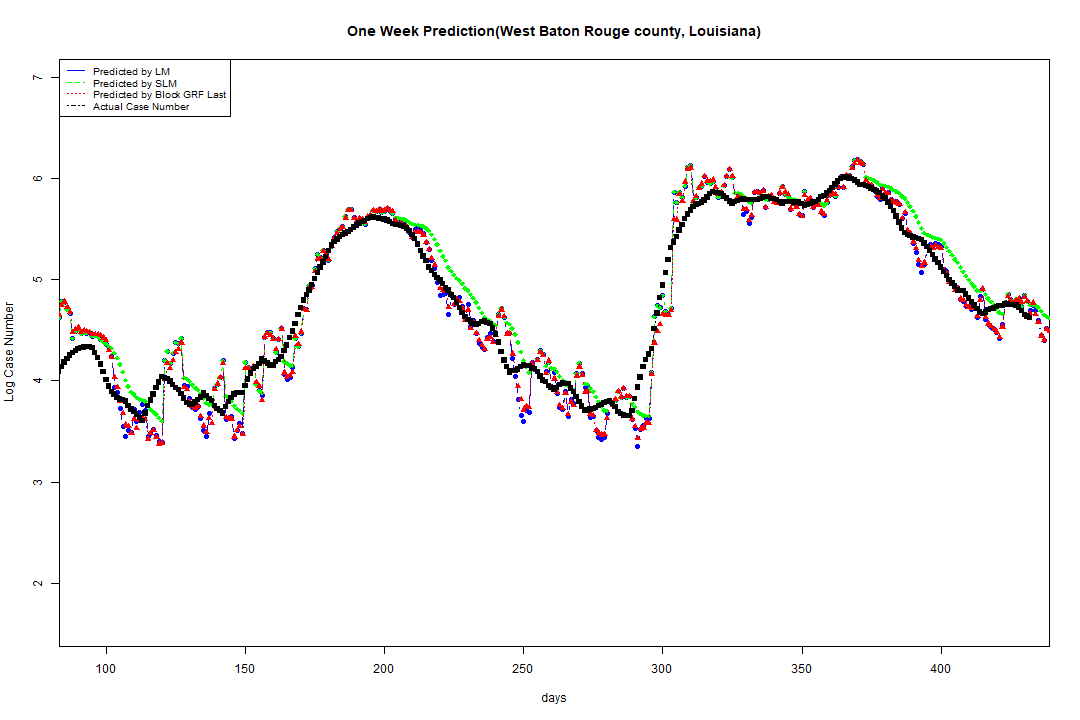 One Week Prediction(West Baton Rouge county, Louisiana)
Predicted by LM
Predicted by SLM
Predicted by Block GRF Last
Actual Case Number
7
6
5
4
3
2
Log Case Number
100 150 200 250 300 350 400
days